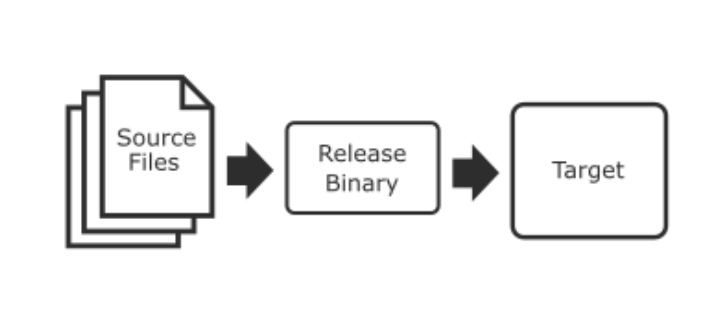 Source
Files
Release
Binary
Target